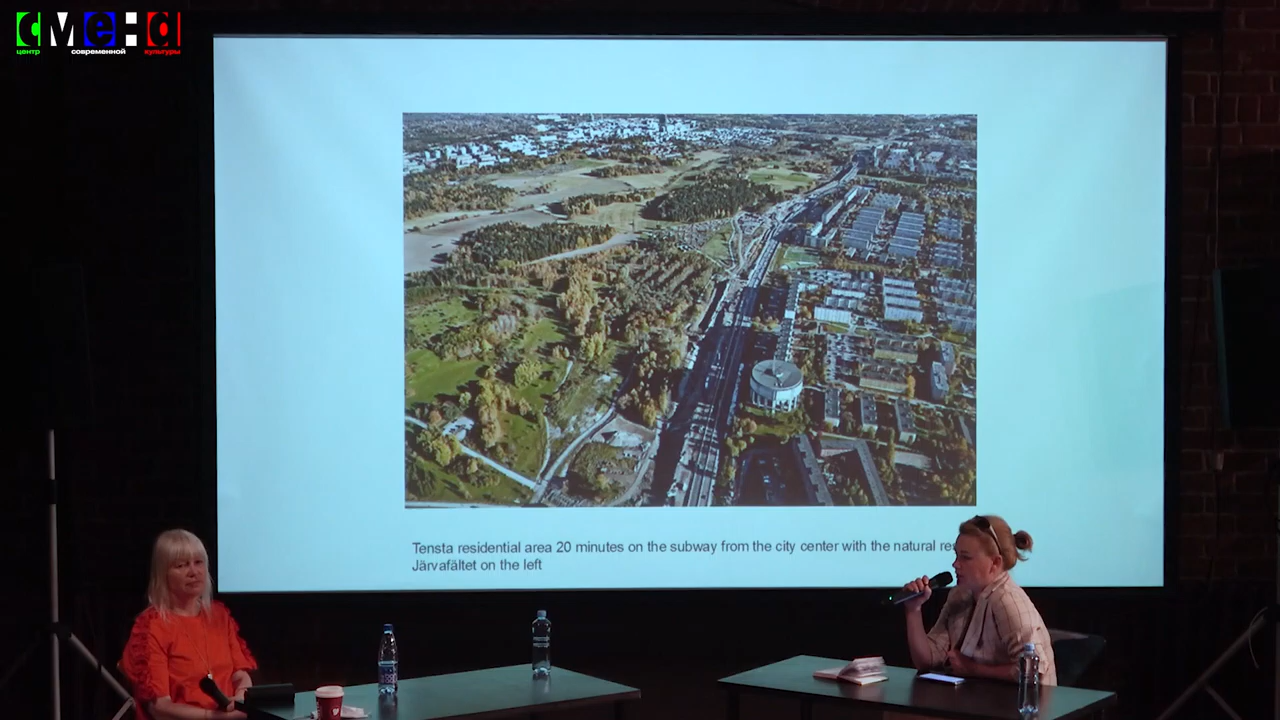 смена
центр современной культуры
Tensta residential area 20 minutes on the subway from the city center with the natural
Järvafältet on the left